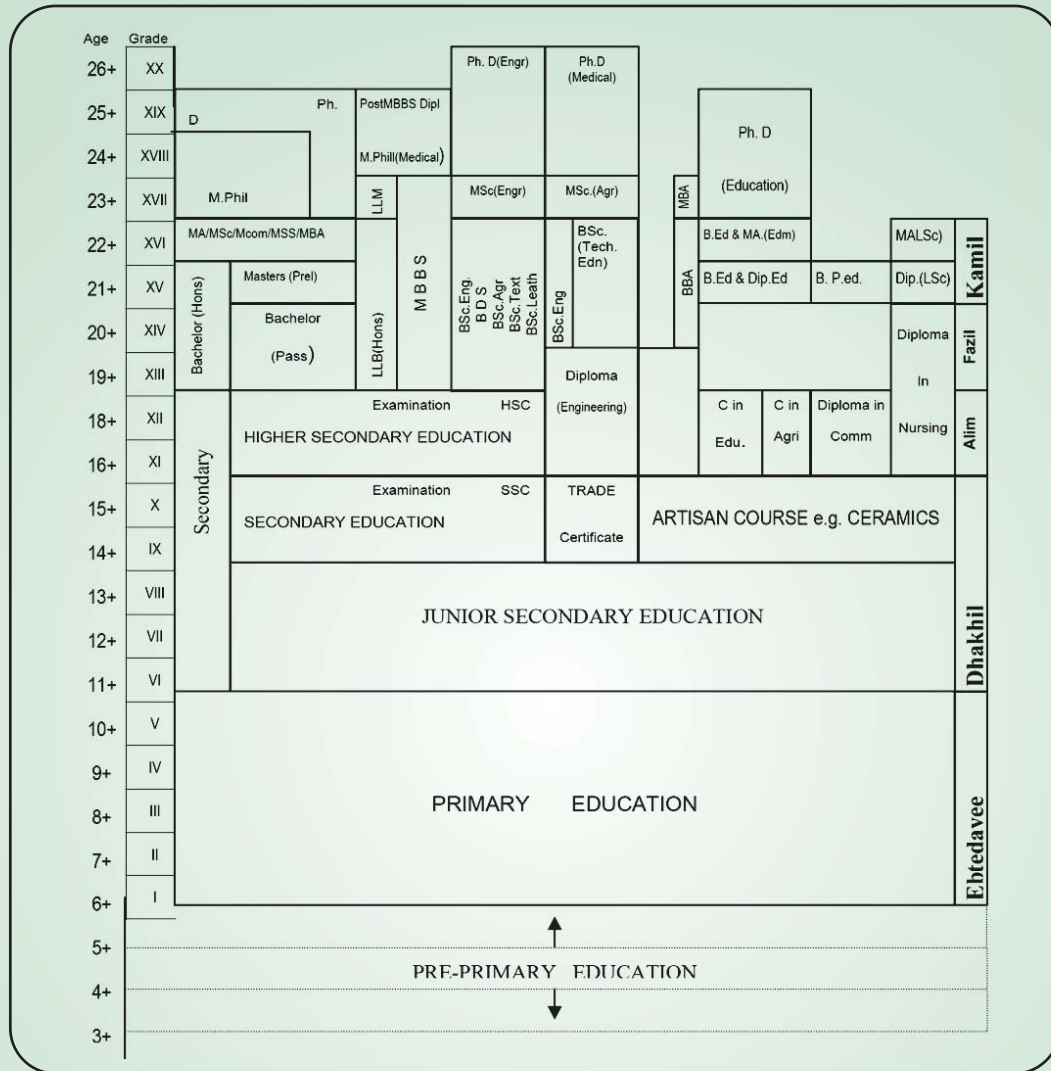 Age Grade
26+ XX Ph. D(Engr) Ph.D
(Medical)
25+ XIX D Ph. PostMBBS Dipl
24+ XVIII M.Phill(Medical) Ph. D
(Education)
23+ XVII M.Phil LLM MSc(Engr) MSc.(Agr) MBA
22+ XVI MA/MSc/Mcom/MSS/MBA BSc.
(Tech.
Edn) B.Ed & MA.(Edm) MALSc)
21+ XV Masters (Prel) B.Ed & Dip.Ed B. P.ed. Dip.(LSc)
Bachelor (Hons)
LLB(Hons)
M B B S
BSc.Eng.
B D S
BSc.Agr
BSc.Text
BSc.Leath
BSc.Eng
BBA
Kamil
20+ XIV Bachelor
(Pass)
19+ XIII Diploma
(Engineering)
Diploma
In
Nursing
Fazil
18+ XII Examination HSC
HIGHER SECONDARY EDUCATION
C in
Edu.
C in
Agri
Diploma in
Comm
16+ XI
Alim
Secondary
15+ X Examination SSC
SECONDARY EDUCATION
TRADE
Certificate
ARTISAN COURSE e.g. CERAMICS
14+ IX
13+ VIII
JUNIOR SECONDARY EDUCATION
12+ VII
11+ VI
Dhakhil
10+ V
9+ IV
PRIMARY EDUCATION
8+ III
7+ II
6+ I
Ebtedavee
5+
PRE-PRIMARY EDUCATION
4+
3+